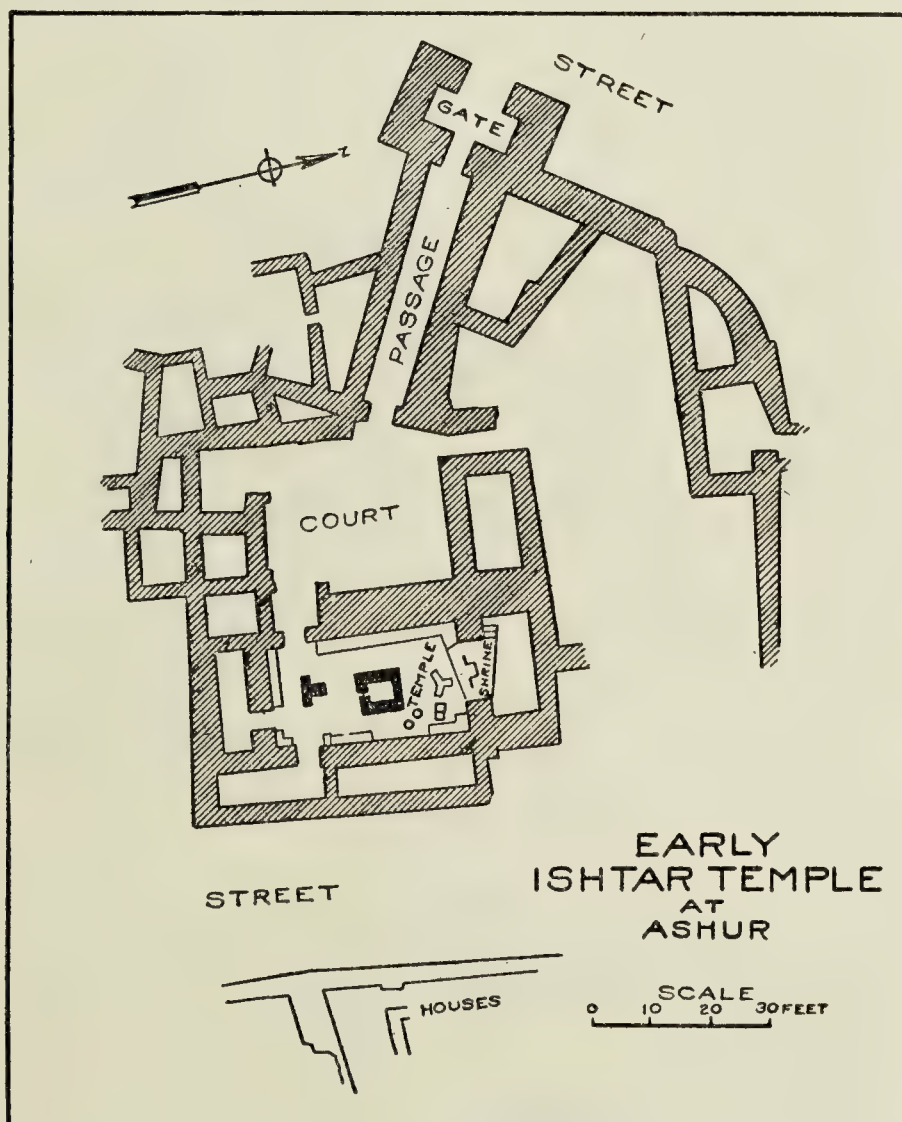 STREET
GATE
N
PASSAGE
COURT
TEMPLE
SHRINE
STREET
EARLY
ISHTAR TEMPLE
AT
ASHUR
HOUSES
SCALE
0 10 20 30 FEET